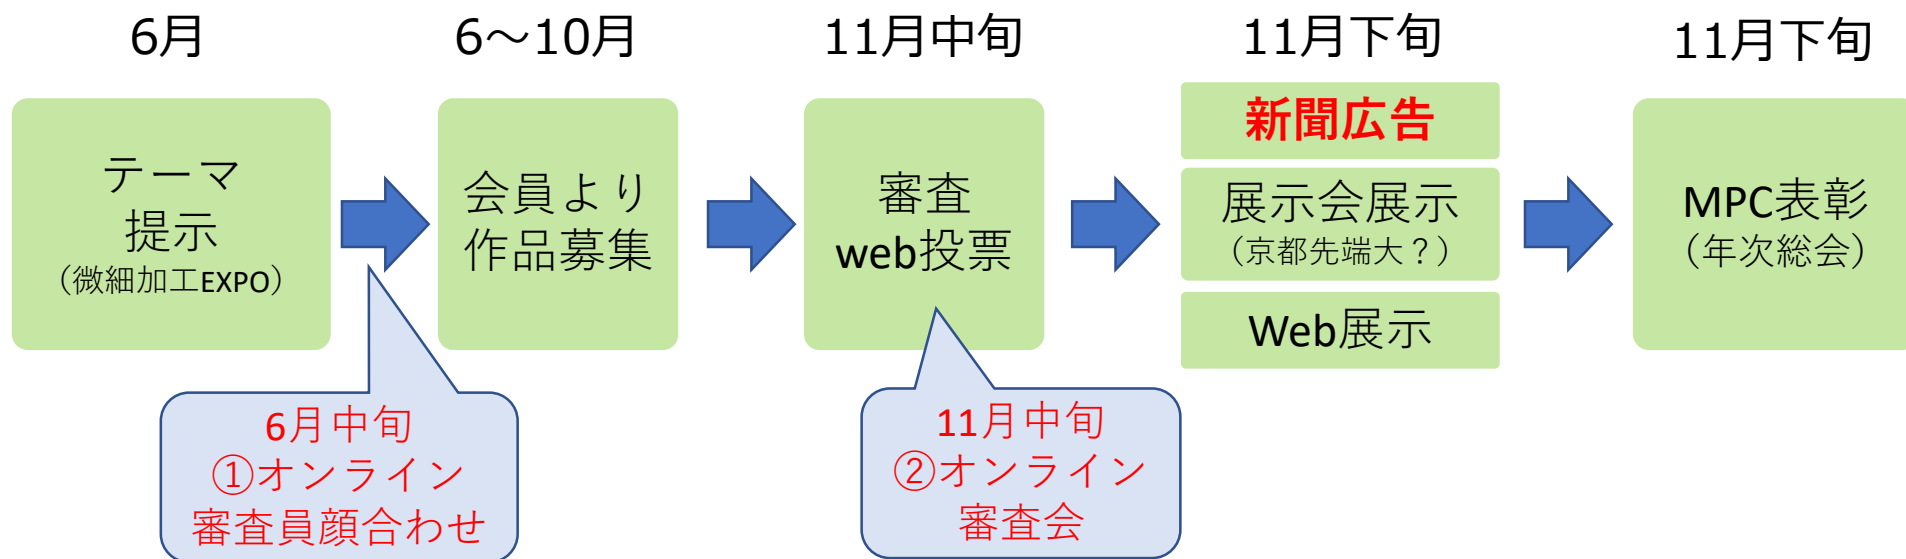 6月
6～10月
11月中旬
11月下旬
11月下旬
テーマ
提示
（微細加工EXPO）
会員より
作品募集
審査
web投票
新聞広告
展示会展示
（京都先端大？）
Web展示
MPC表彰
（年次総会）
6月中旬
①オンライン
審査員顔合わせ
11月中旬
②オンライン
審査会